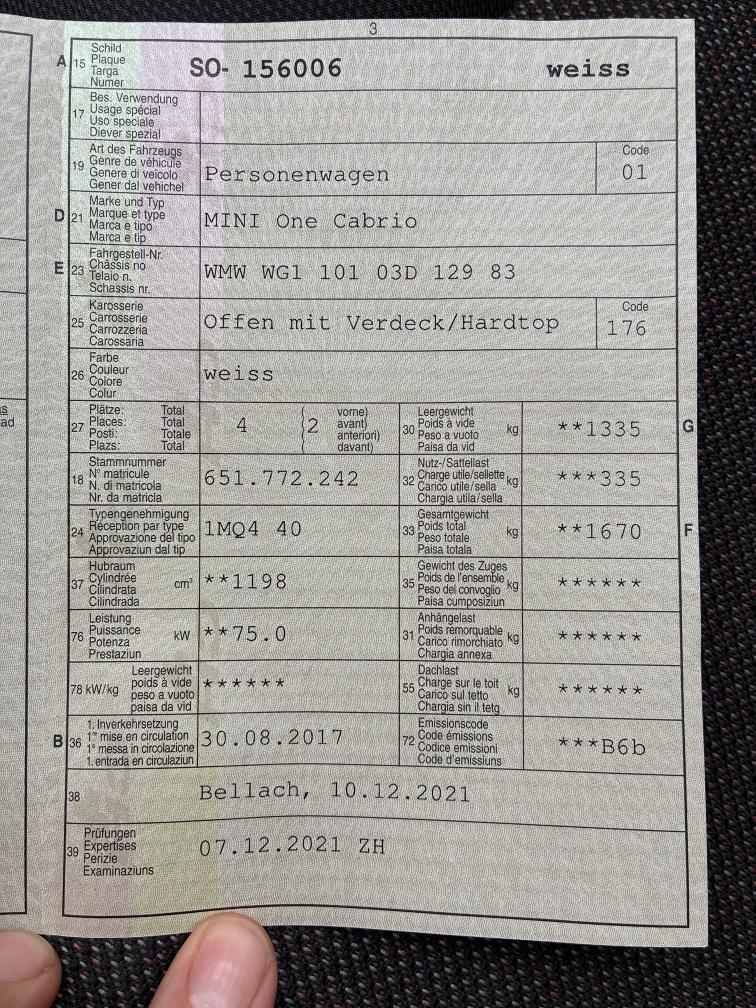 3
A 15 Schild Plaque Targa Numer SO- 156006 weiss
17 Bes. Verwendung Usage spécial Uso speciale Diever spezial
19 Art des Fahrzeugs Genre de véhicule Genere di veicolo Gener dal vehichel Personenwagen Code 01
D 21 Marke und Typ Marque et type Marca e tipo Marca e tip MINI One Cabrio
E 23 Fahrgestell-Nr. Châssis no Telaio n. Schassis nr. WMW WG1 101 03D 129 83
25 Karosserie Carrosserie Carrozzeria Carossaria Offen mit Verdeck/Hardtop Code 176
26 Farbe Couleur Colore Colur weiss
27 Plätze: Total Places: Total Posti: Totale Plazs: Total 4 (2 vorne) avant) anteriori) davant) 30 Leergewicht Poids à vide Peso a vuoto Paisa da vid kg **1335 G
18 Stammnummer N° matricule N. di matricola Nr. da matricla 651.772.242 32 Nutz-/Sattellast Charge utile/sellette Carico utile/sella Chargia utila/sella kg ***335
24 Typengenehmigung Réception par type Approvazione del tipo Approvaziun dal tip 1MQ4 40 33 Gesamtgewicht Poids total Peso totale Paisa totala kg **1670 F
37 Hubraum Cylindrée Cilindrata Cilindrada cm³ **1198 35 Gewicht des Zuges Poids de l'ensemble Peso del convoglio Paisa cumposiziun kg ******
76 Leistung Puissance Potenza Prestaziun kW **75.0 31 Anhängelast Poids remorquable Carico rimorchiato Chargia annexa kg ******
78 kW/kg Leergewicht poids à vide peso a vuoto paisa da vid ****** 55 Dachlast Charge sur le toit Carico sul tetto Chargia sin il tetg kg ******
B 36 1. Inverkehrsetzung 1re mise en circulation 1a messa in circolazione 1. entrada en circulaziun 30.08.2017 72 Emissionscode Code émissions Codice emissioni Code d'emissiuns ***B6b
38 Bellach, 10.12.2021
39 Prüfungen Expertises Perizie Examinaziuns 07.12.2021 ZH